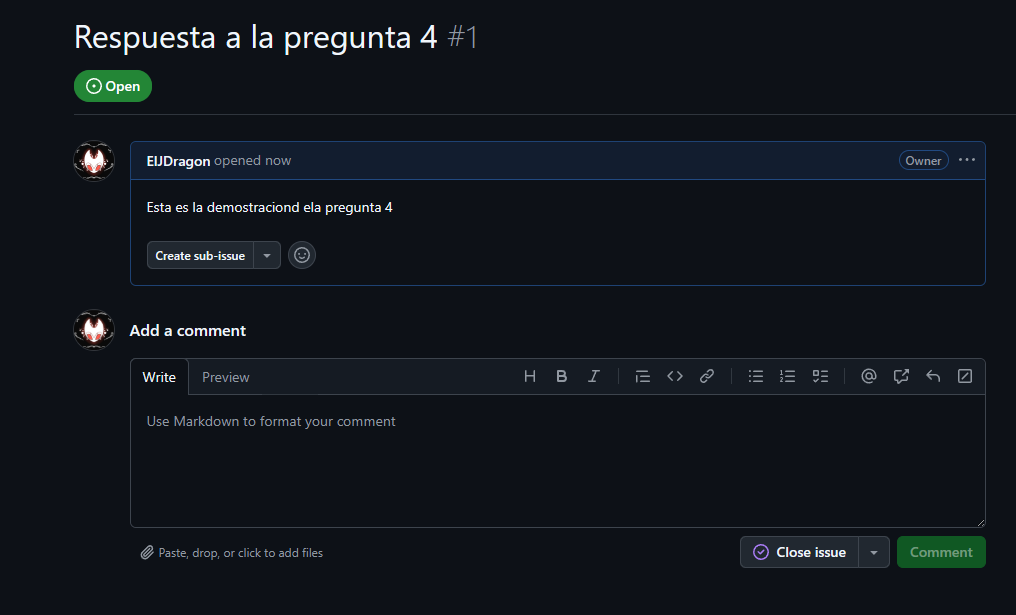 Respuesta a la pregunta 4 #1
Open
ElJDragon opened now
Owner
Esta es la demostraciond ela pregunta 4
Create sub-issue
Add a comment
Write Preview
Use Markdown to format your comment
Paste, drop, or click to add files
Close issue
Comment